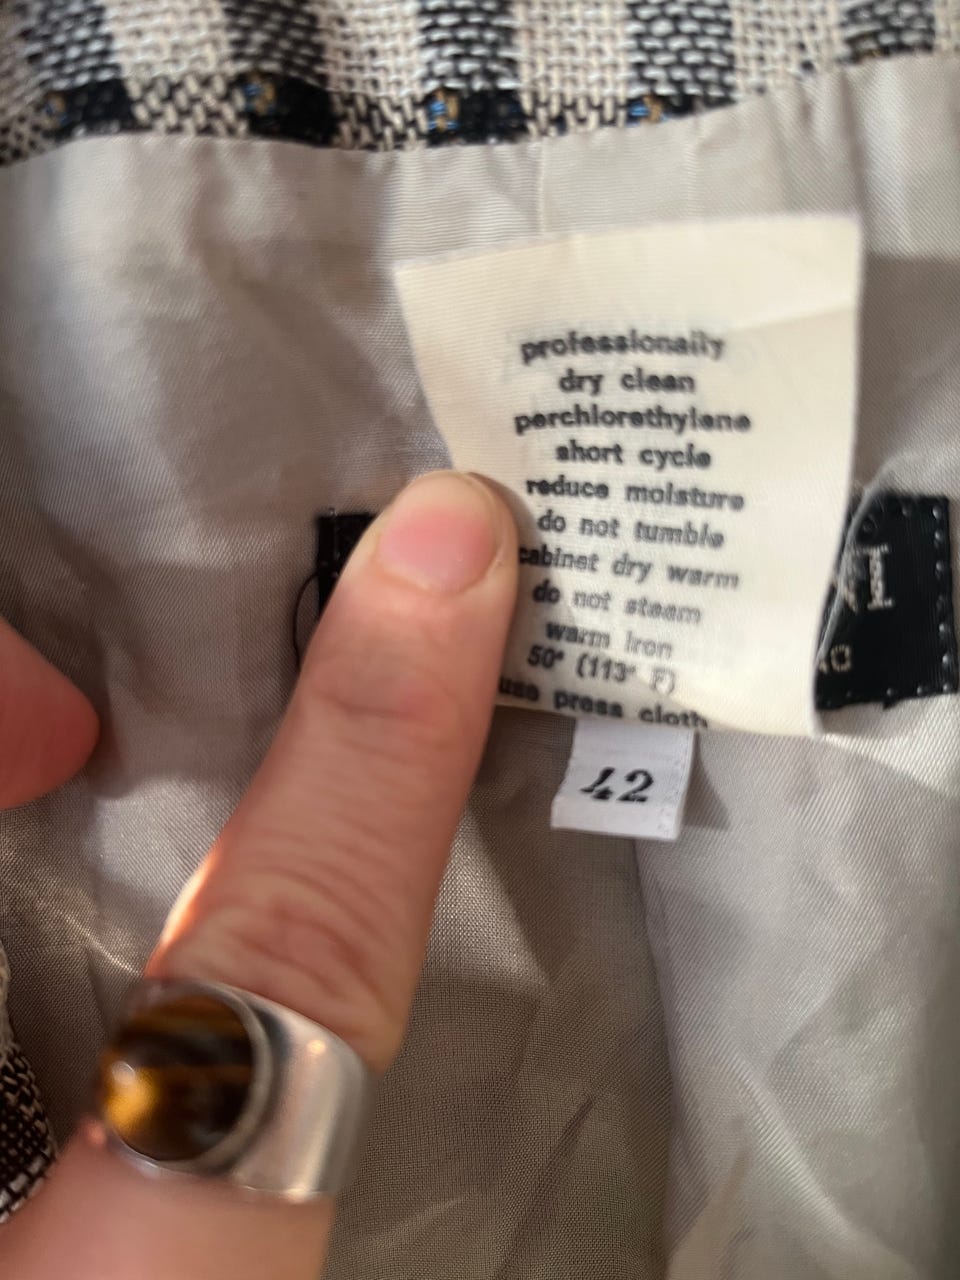 professionally
dry clean
perchlorethylene
short cycle
reduce moisture
do not tumble
cabinet dry warm
do not steam
warm iron
50° (113° F)
use press cloth
42